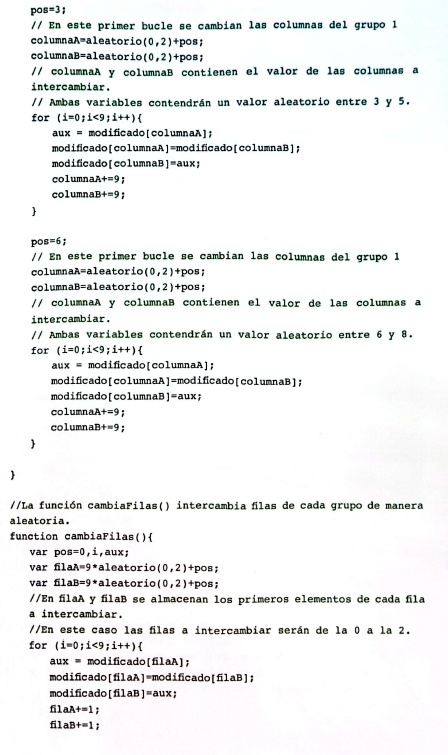 pos=3;
// En este primer bucle se cambian las columnas del grupo 1
columnaA=aleatorio(0,2)+pos;
columnaB=aleatorio(0,2)+pos;
// columnaA y columnaB contienen el valor de las columnas a
intercambiar.
// Ambas variables contendrán un valor aleatorio entre 3 y 5.
for (i=0;i<9;i++){
aux = modificado[columnaA];
modificado[columnaA]=modificado[columnaB];
modificado[columnaB]=aux;
columnaA+=9;
columnaB+=9;
}
pos=6;
// En este primer bucle se cambian las columnas del grupo 1
columnaA=aleatorio(0,2)+pos;
columnaB=aleatorio(0,2)+pos;
// columnaA y columnaB contienen el valor de las columnas a
intercambiar.
// Ambas variables contendrán un valor aleatorio entre 6 y 8.
for (i=0;i<9;i++){
aux = modificado[columnaA];
modificado[columnaA]=modificado[columnaB];
modificado[columnaB]=aux;
columnaA+=9;
columnaB+=9;
}
}
//La función cambiaFilas() intercambia filas de cada grupo de manera
aleatoria.
function cambiaFilas(){
var pos=0,i,aux;
var filaA=9*aleatorio(0,2)+pos;
var filaB=9*aleatorio(0,2)+pos;
//En filaA y filaB se almacenan los primeros elementos de cada fila
a intercambiar.
//En este caso las filas a intercambiar serán de la 0 a la 2.
for (i=0;i<9;i++){
aux = modificado[filaA];
modificado[filaA]=modificado[filaB];
modificado[filaB]=aux;
filaA+=1;
filaB+=1;